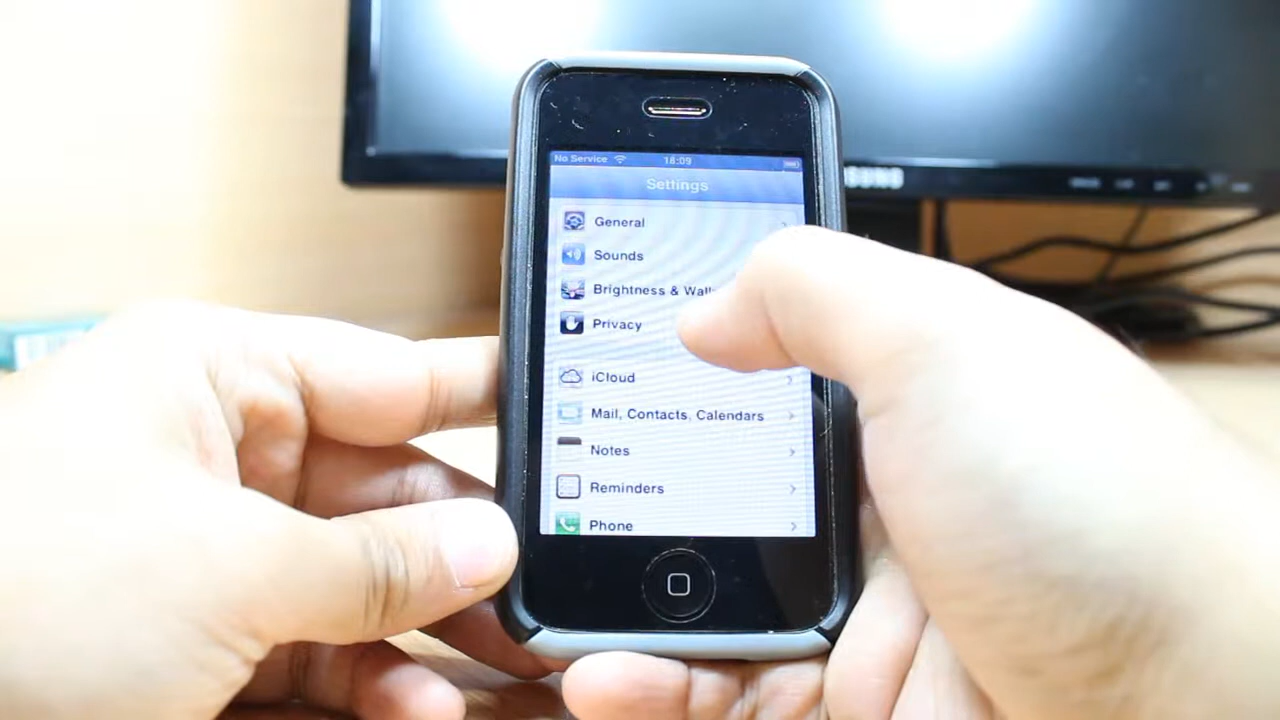 No Service 18:09
Settings
General
Sounds
Brightness & Wall
Privacy
iCloud
Mail, Contacts, Calendars
Notes
Reminders
Phone